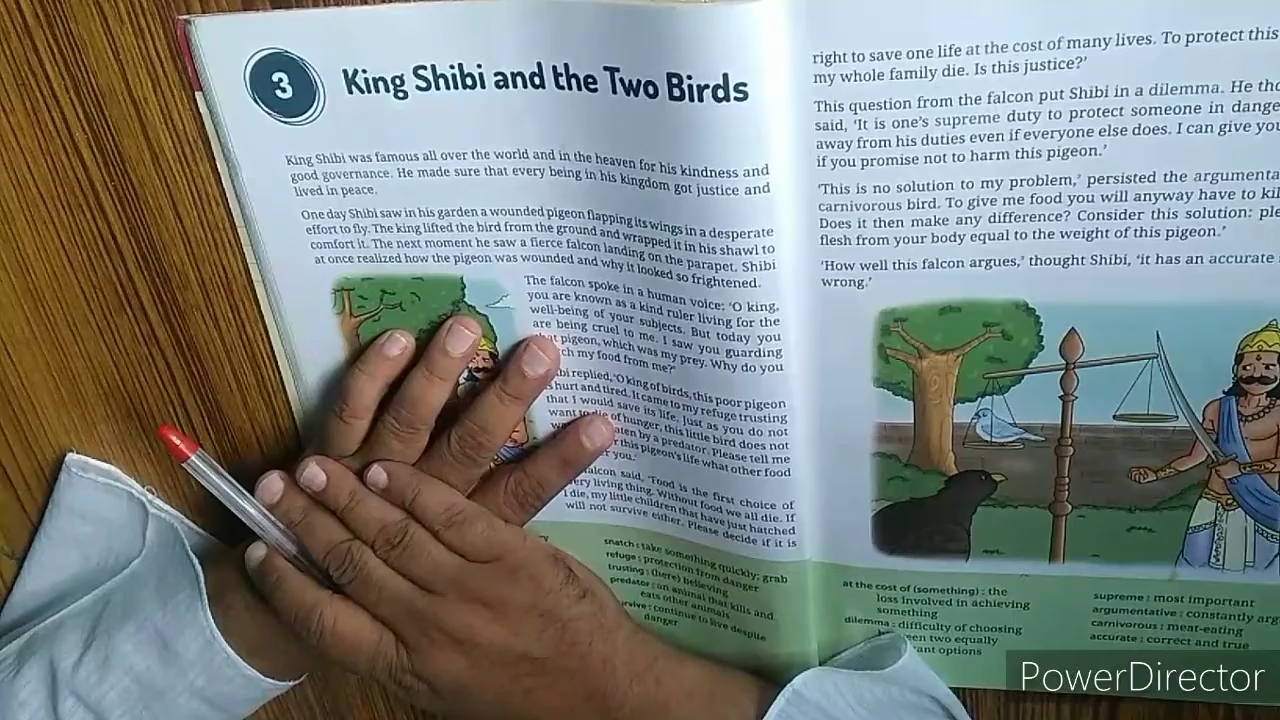 3
King Shibi and the Two Birds
King Shibi was famous all over the world and in the heaven for his kindness and
good governance. He made sure that every being in his kingdom got justice and
lived in peace.
One day Shibi saw in his garden a wounded pigeon flapping its wings in a desperate
effort to fly. The king lifted the bird from the ground and wrapped it in his shawl to
comfort it. The next moment he saw a fierce falcon landing on the parapet. Shibi
at once realized how the pigeon was wounded and why it looked so frightened.
The falcon spoke in a human voice: 'O king,
you are known as a kind ruler living for the
well-being of your subjects. But today you
are being cruel to me. I saw you guarding
pigeon, which was my prey. Why do you
my food from me?'
replied, 'O king of birds, this poor pigeon
hurt and tired. It came to my refuge trusting
that I would save its life. Just as you do not
want to die of hunger, this little bird does not
eaten by a predator. Please tell me
this pigeon's life what other food
you.'
falcon said, 'Food is the first choice of
living thing. Without food we all die. If
I die, my little children that have just hatched
will not survive either. Please decide if it is
snatch : take something quickly; grab
refuge : protection from danger
trusting : (here) believing
predator : an animal that kills and
eats other animals
continue to live despite
danger
right to save one life at the cost of many lives. To protect this
my whole family die. Is this justice?'
This question from the falcon put Shibi in a dilemma. He
said, 'It is one's supreme duty to protect someone in
away from his duties even if everyone else does. I can give
if you promise not to harm this pigeon.'
'This is no solution to my problem,' persisted the
carnivorous bird. To give me food you will anyway have to
Does it then make any difference? Consider this solution:
flesh from your body equal to the weight of this pigeon.'
'How well this falcon argues,' thought Shibi, 'it has an accurate
wrong.'
at the cost of (something) : the
loss involved in achieving
something
dilemma : difficulty of choosing
two equally
options
supreme : most important
argumentative : constantly
carnivorous : meat-eating
accurate : correct and true
PowerDirector